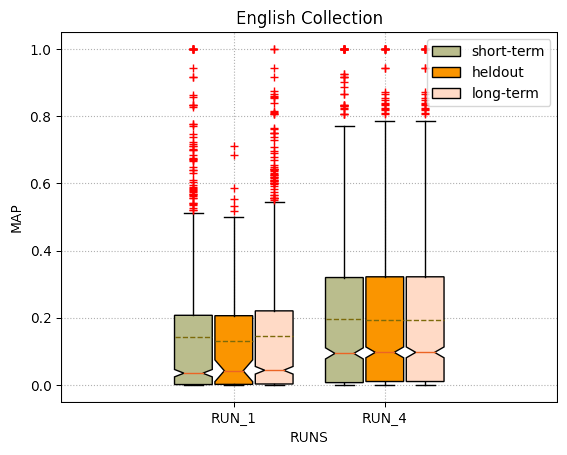 English Collection
short-term
heldout
long-term
1.0
0.8
0.6
0.4
0.2
0.0
MAP
RUN_1
RUN_4
RUNS